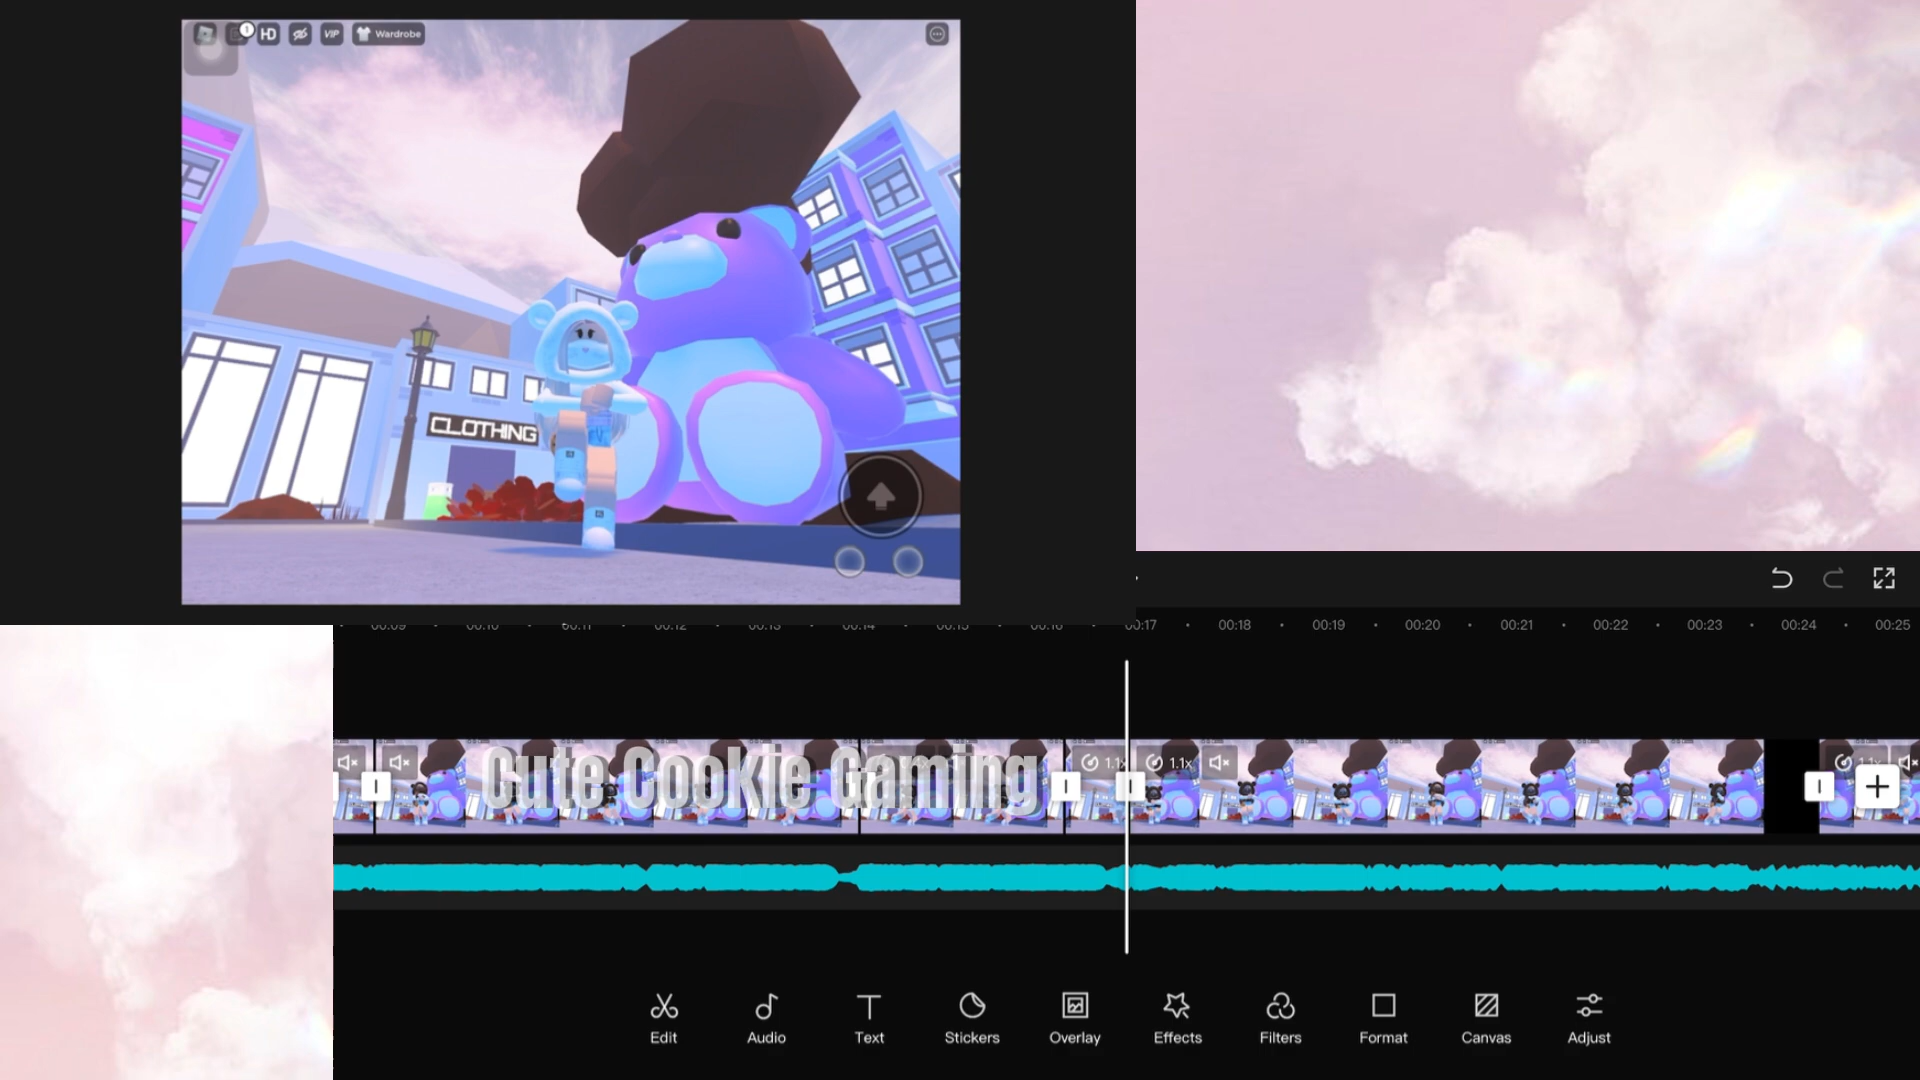 1 HD VIP Wardrobe
CLOTHING
00:09 00:10 00:11 00:12 00:13 00:14 00:15 00:16 00:17 00:18 00:19 00:20 00:21 00:22 00:23 00:24 00:25
Cute Cookie Gaming
1.1x 1.1x 1.1x
Edit Audio Text Stickers Overlay Effects Filters Format Canvas Adjust